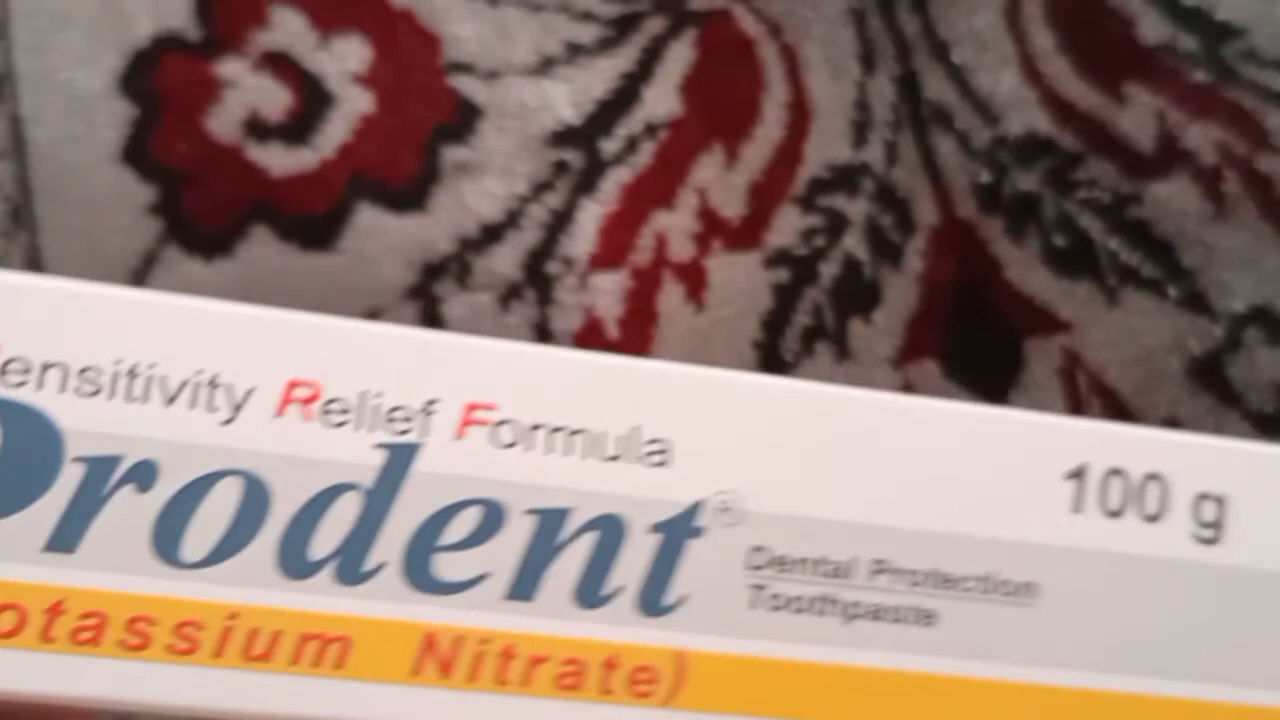 ensitivity Relief Formula
100 g
rodent®
Dental Protection
Toothpaste
otassium Nitrate)